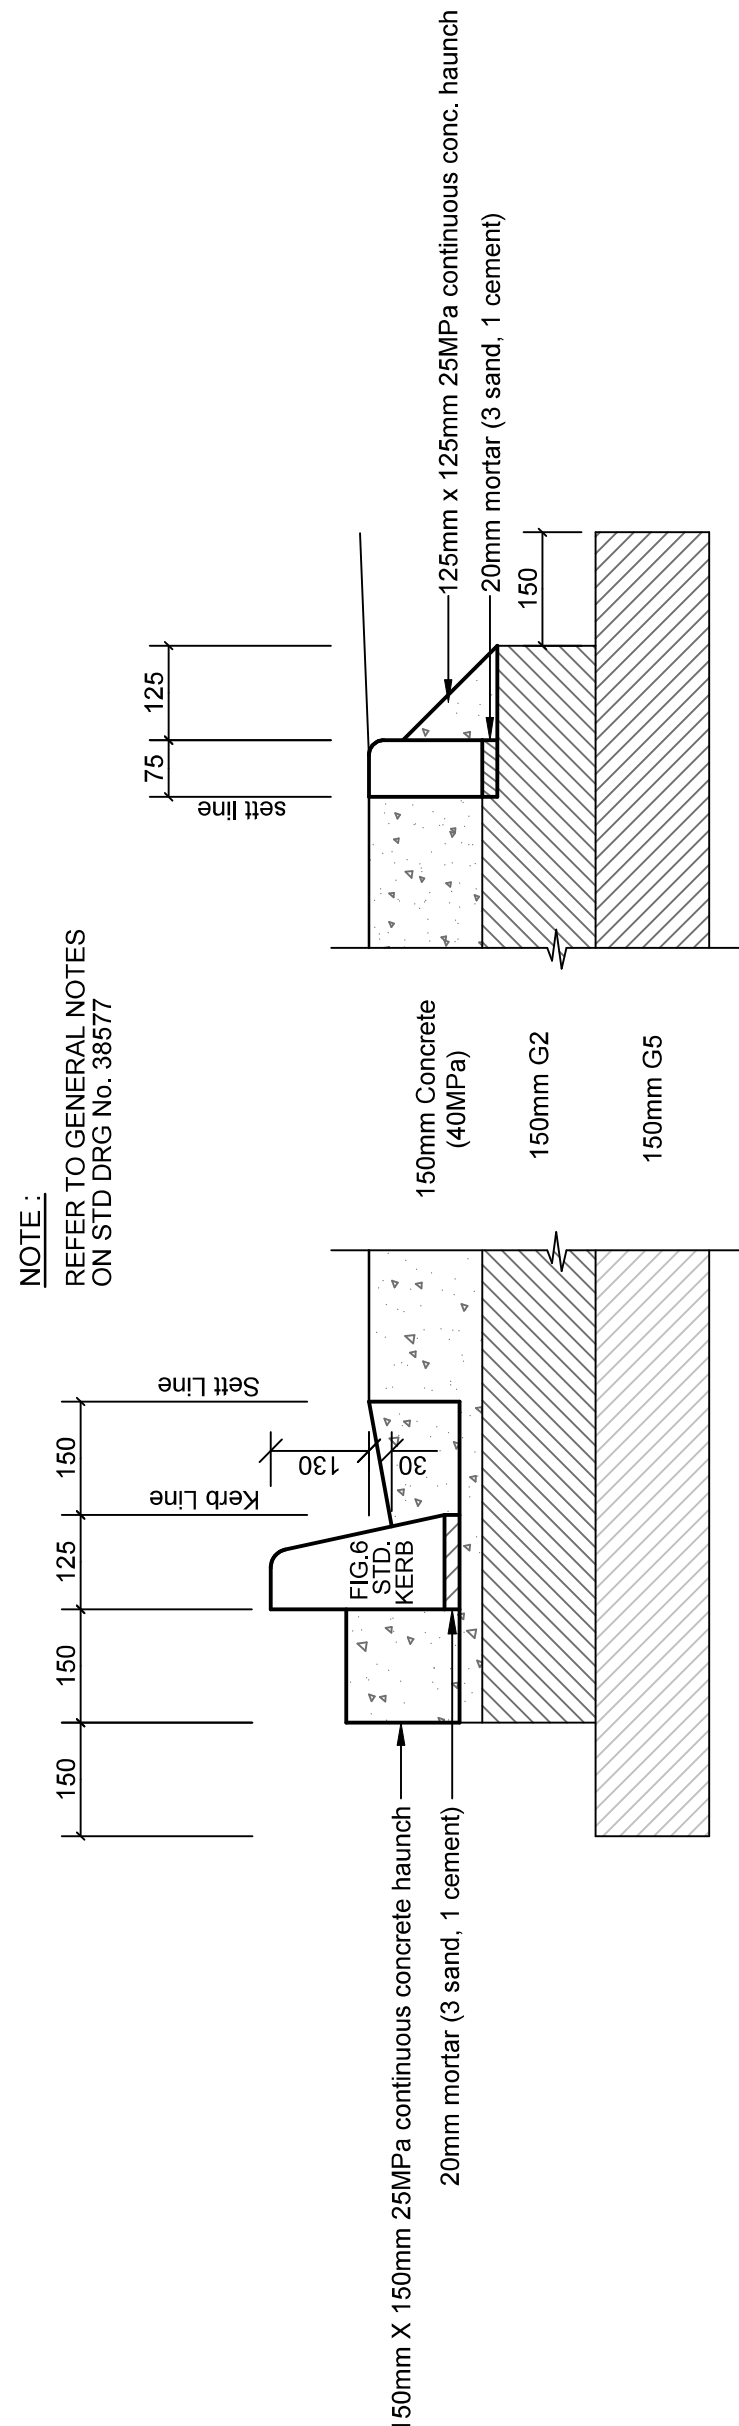 NOTE :
REFER TO GENERAL NOTES
ON STD DRG No. 38577
150
150
125
150
Kerb Line
Sett Line
130
30
FIG.6
STD.
KERB
150mm X 150mm 25MPa continuous concrete haunch
20mm mortar (3 sand, 1 cement)
150mm Concrete
(40MPa)
150mm G2
150mm G5
75
125
sett line
125mm x 125mm 25MPa continuous conc. haunch
20mm mortar (3 sand, 1 cement)
150